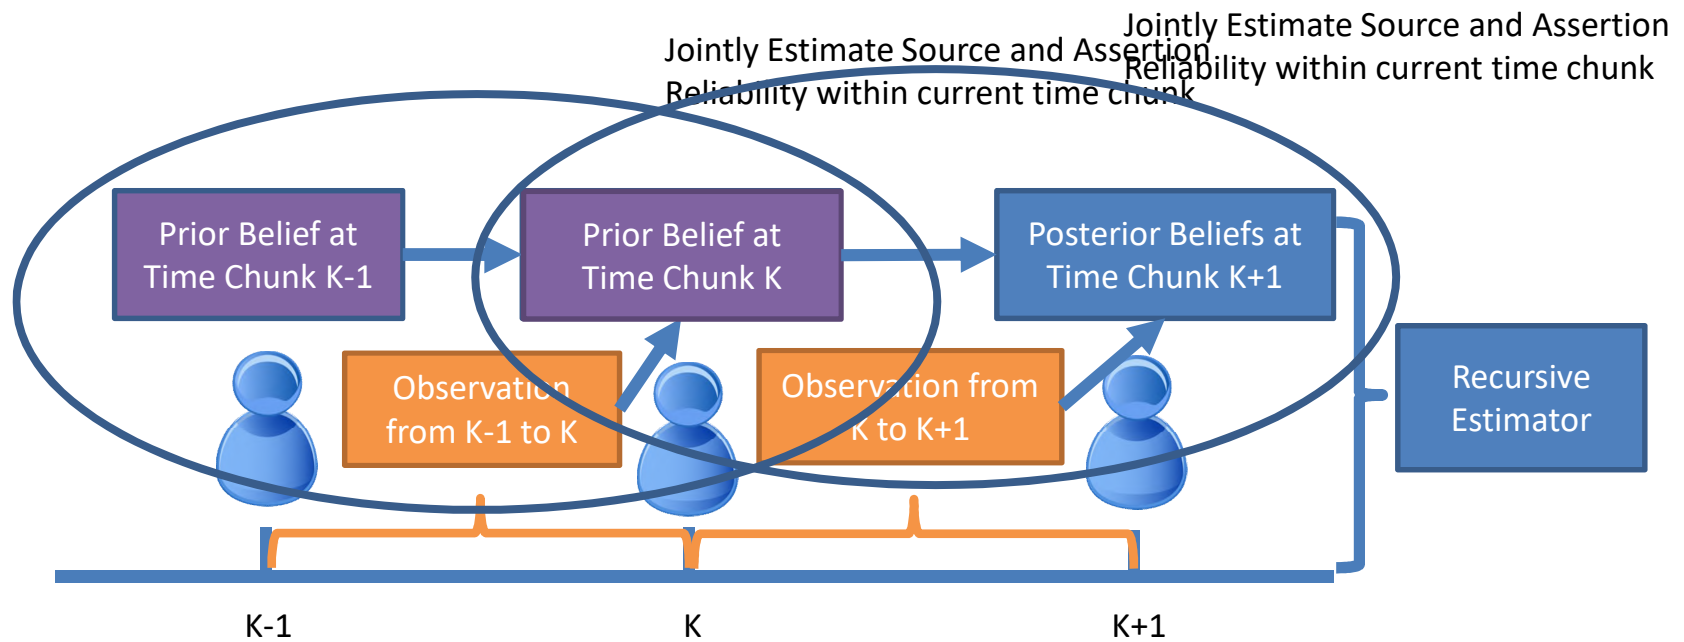 Jointly Estimate Source and Assertion
Reliability within current time chunk
Jointly Estimate Source and Assertion
Reliability within current time chunk
Prior Belief at
Time Chunk K-1
Prior Belief at
Time Chunk K
Posterior Beliefs at
Time Chunk K+1
Observation
from K-1 to K
Observation from
K to K+1
Recursive
Estimator
K-1
K
K+1